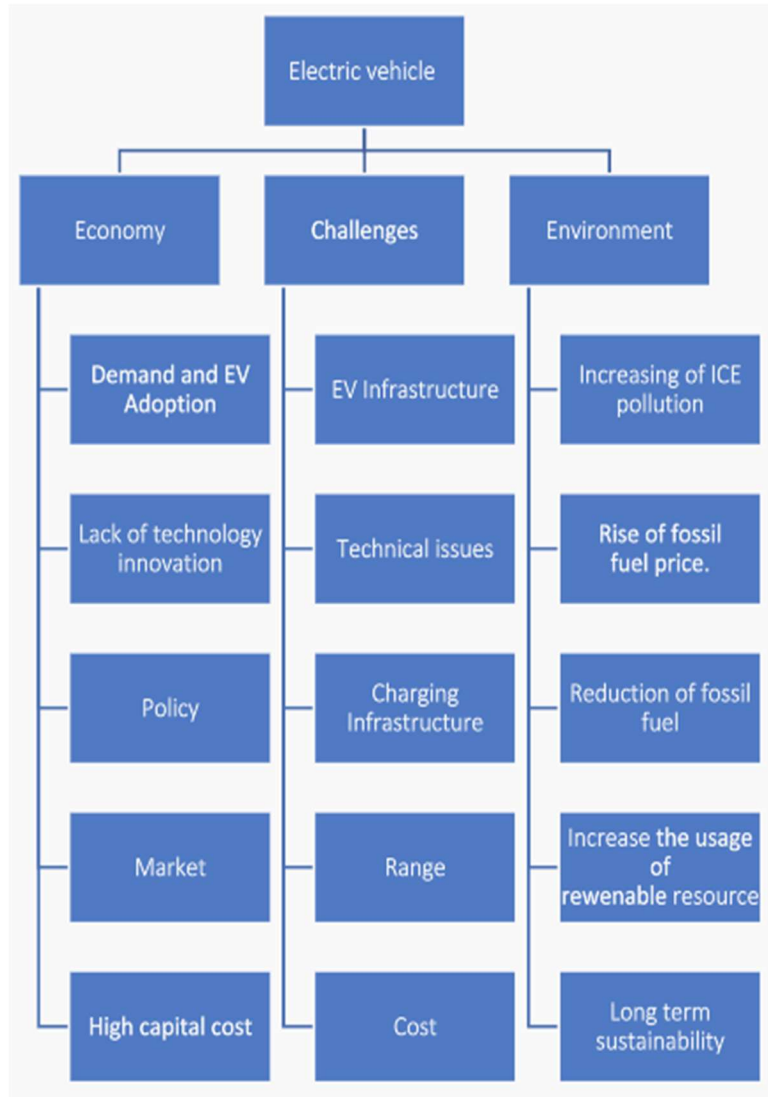 Electric vehicle
Economy
Challenges
Environment
Demand and EV
Adoption
Lack of technology
innovation
Policy
Market
High capital cost
EV Infrastructure
Technical issues
Charging
Infrastructure
Range
Cost
Increasing of ICE
pollution
Rise of fossil
fuel price.
Reduction of fossil
fuel
Increase the usage
of
rewenable resource
Long term
sustainability